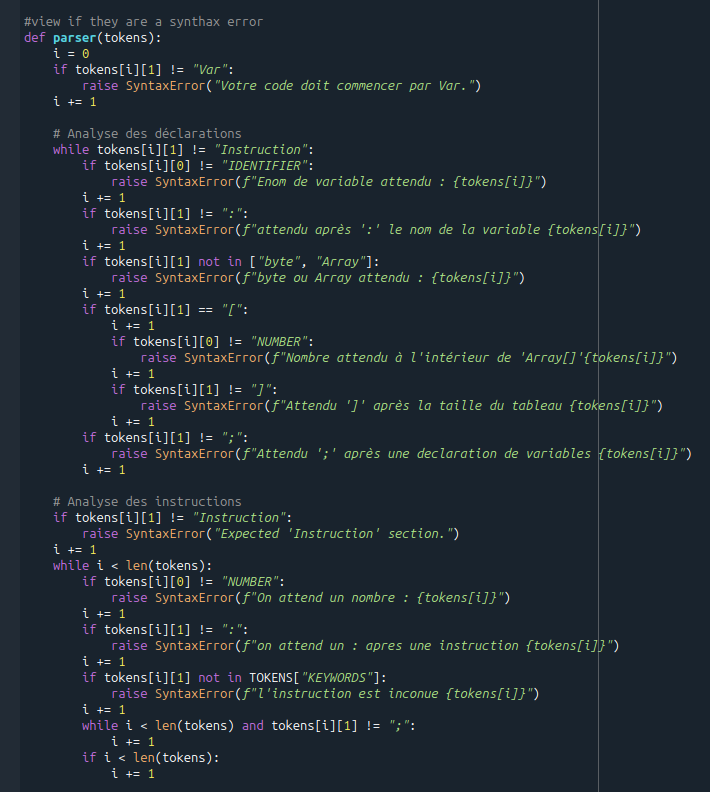 #view if they are a synthax error
def parser(tokens):
    i = 0
    if tokens[i][1] != "Var":
        raise SyntaxError("Votre code doit commencer par Var.")
    i += 1

    # Analyse des déclarations
    while tokens[i][1] != "Instruction":
        if tokens[i][0] != "IDENTIFIER":
            raise SyntaxError(f"Enom de variable attendu : {tokens[i]}")
        i += 1
        if tokens[i][1] != ":":
            raise SyntaxError(f"attendu après ':' le nom de la variable {tokens[i]}")
        i += 1
        if tokens[i][1] not in ["byte", "Array"]:
            raise SyntaxError(f"byte ou Array attendu : {tokens[i]}")
        i += 1
        if tokens[i][1] == "[":
            i += 1
            if tokens[i][0] != "NUMBER":
                raise SyntaxError(f"Nombre attendu à l'intérieur de 'Array[]'{tokens[i]}")
            i += 1
            if tokens[i][1] != "]":
                raise SyntaxError(f"Attendu ']' après la taille du tableau {tokens[i]}")
            i += 1
        if tokens[i][1] != ";":
            raise SyntaxError(f"Attendu ';' après une declaration de variables {tokens[i]}")
        i += 1

    # Analyse des instructions
    if tokens[i][1] != "Instruction":
        raise SyntaxError("Expected 'Instruction' section.")
    i += 1
    while i < len(tokens):
        if tokens[i][0] != "NUMBER":
            raise SyntaxError(f"On attend un nombre : {tokens[i]}")
        i += 1
        if tokens[i][1] != ":":
            raise SyntaxError(f"on attend un : apres une instruction {tokens[i]}")
        i += 1
        if tokens[i][1] not in TOKENS["KEYWORDS"]:
            raise SyntaxError(f"l'instruction est inconue {tokens[i]}")
        i += 1
        while i < len(tokens) and tokens[i][1] != ";":
            i += 1
        if i < len(tokens):
            i += 1